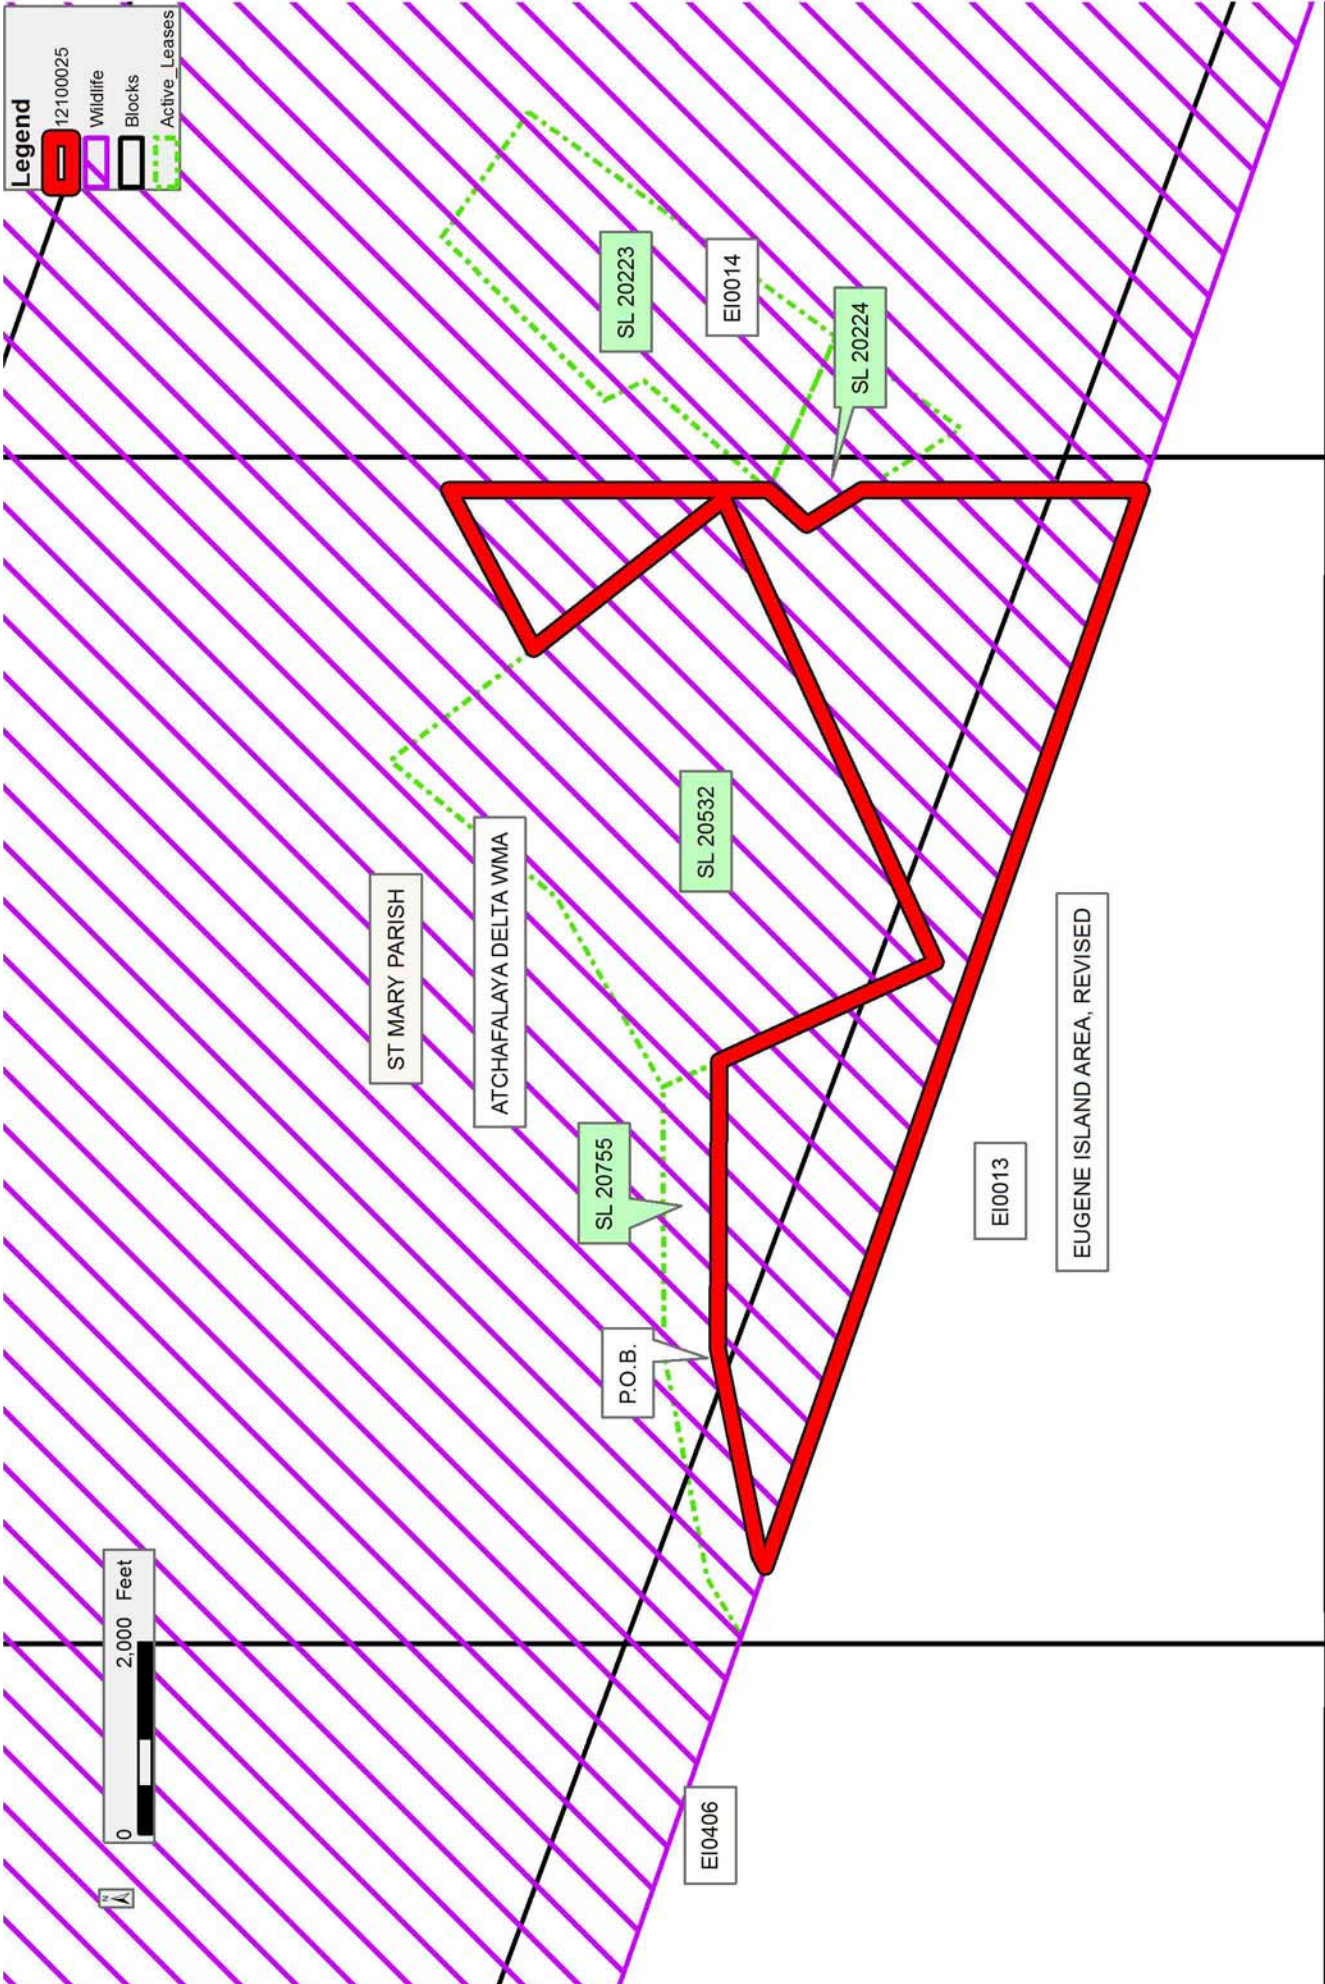 Legend
12100025
Wildlife
Blocks
Active_Leases
N
0 2,000 Feet
ST MARY PARISH
ATCHAFALAYA DELTA WMA
SL 20223
EI0014
SL 20224
SL 20532
SL 20755
P.O.B.
EI0406
EI0013
EUGENE ISLAND AREA, REVISED